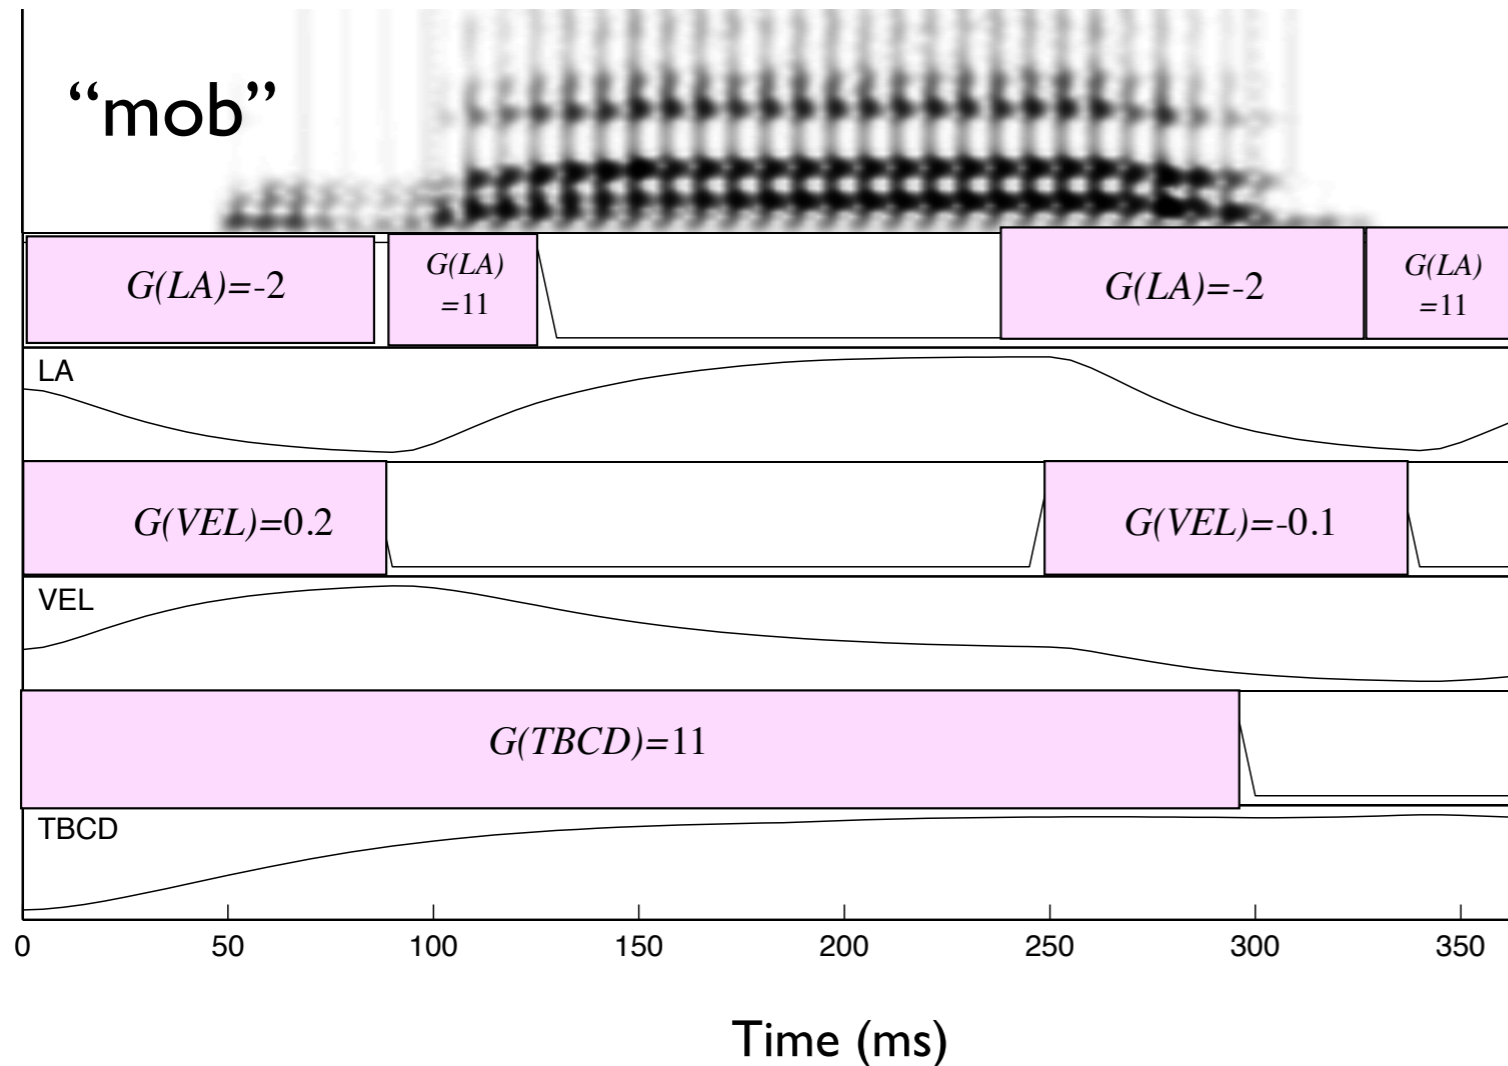 “mob”
G(LA)=-2
G(LA)
=11
G(LA)=-2
G(LA)
=11
LA
G(VEL)=0.2
G(VEL)=-0.1
VEL
G(TBCD)=11
TBCD
0 50 100 150 200 250 300 350
Time (ms)